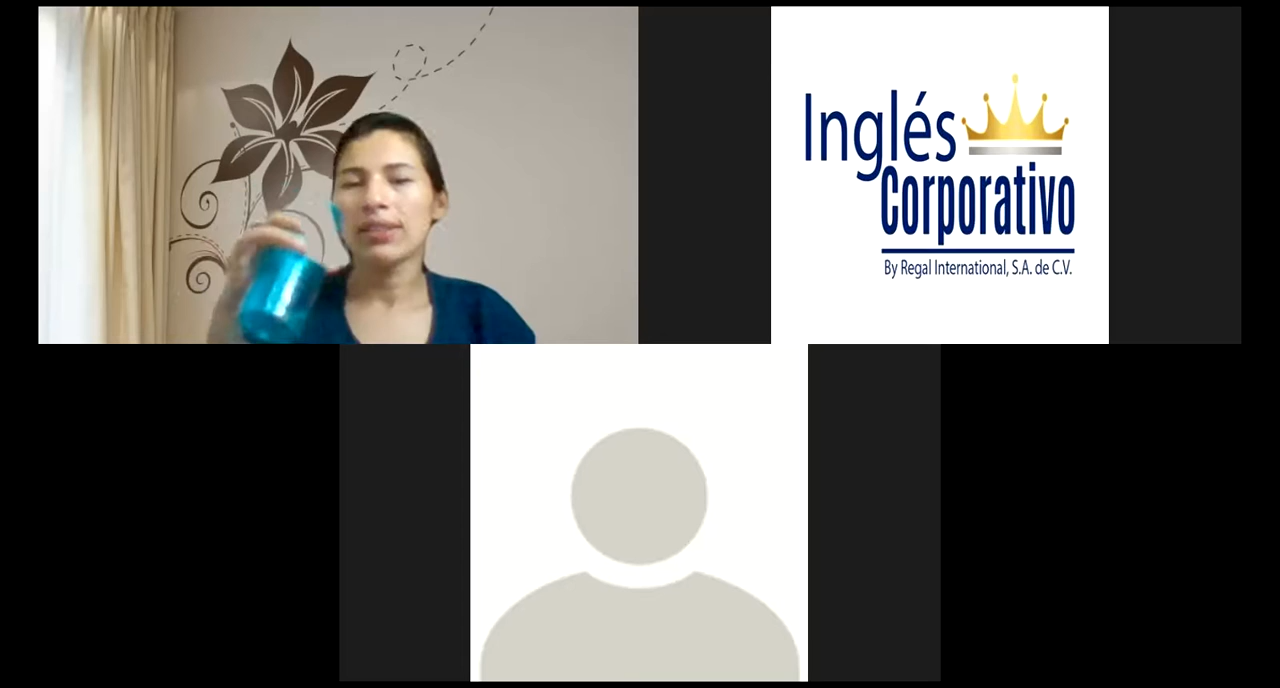 Inglés
Corporativo
By Regal International, S.A. de C.V.